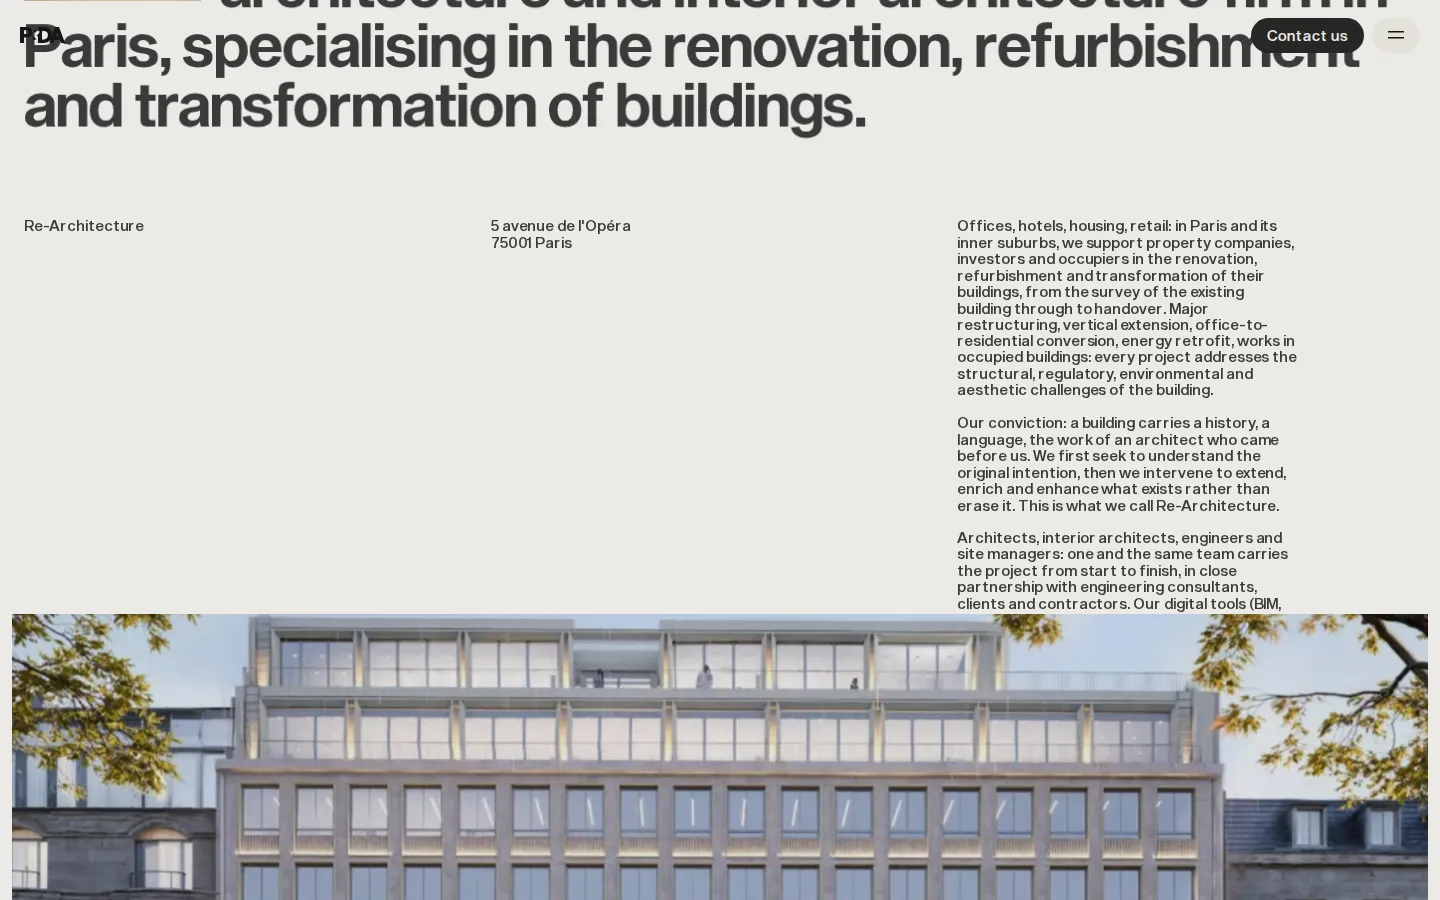 architecture and interior architecture firm in
Paris, specialising in the renovation, refurbishment
and transformation of buildings.
Contact us
Re-Architecture
5 avenue de l'Opéra
75001 Paris
Offices, hotels, housing, retail: in Paris and its
inner suburbs, we support property companies,
investors and occupiers in the renovation,
refurbishment and transformation of their
buildings, from the survey of the existing
building through to handover. Major
restructuring, vertical extension, office-to-
residential conversion, energy retrofit, works in
occupied buildings: every project addresses the
structural, regulatory, environmental and
aesthetic challenges of the building.
Our conviction: a building carries a history, a
language, the work of an architect who came
before us. We first seek to understand the
original intention, then we intervene to extend,
enrich and enhance what exists rather than
erase it. This is what we call Re-Architecture.
Architects, interior architects, engineers and
site managers: one and the same team carries
the project from start to finish, in close
partnership with engineering consultants,
clients and contractors. Our digital tools (BIM,